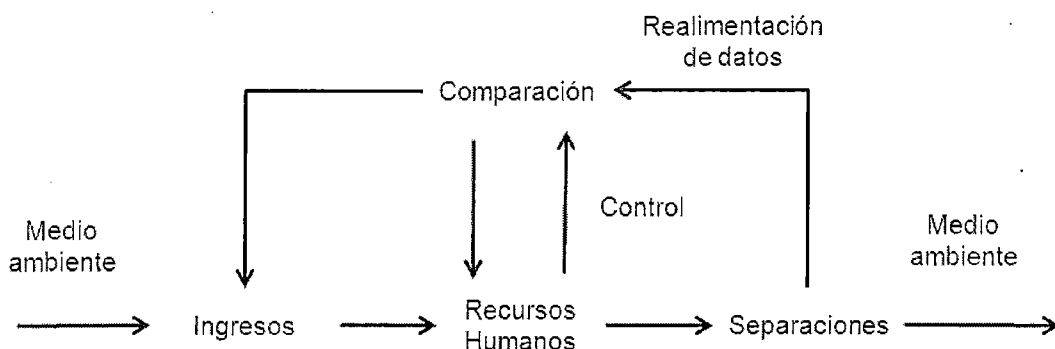 Realimentación
de datos
Comparación
Control
Medio
ambiente
Medio
ambiente
Ingresos
Recursos
Humanos
Separaciones